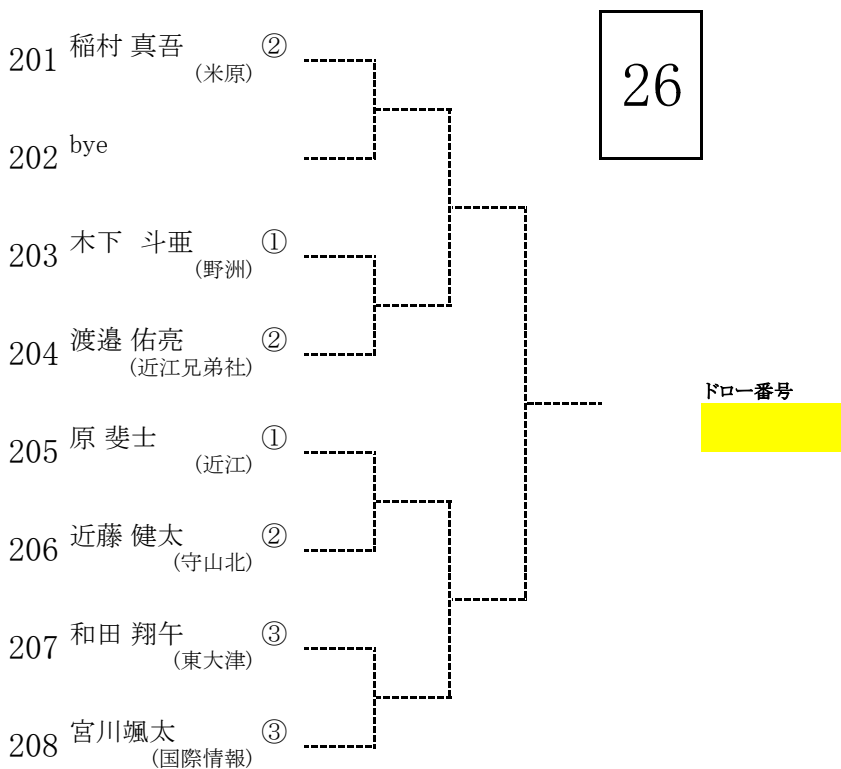 26
201 稲村 真吾 ②
(米原)
202 bye
203 木下 斗亜 ①
(野洲)
204 渡邉 佑亮 ②
(近江兄弟社)
ドロー番号
205 原 斐士 ①
(近江)
206 近藤 健太 ②
(守山北)
207 和田 翔午 ③
(東大津)
208 宮川颯太 ③
(国際情報)